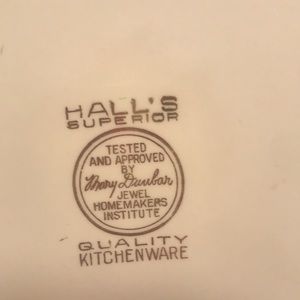 HALL'S
SUPERIOR
TESTED
AND APPROVED
BY
Mary Dunbar
JEWEL
HOMEMAKERS
INSTITUTE
QUALITY
KITCHENWARE